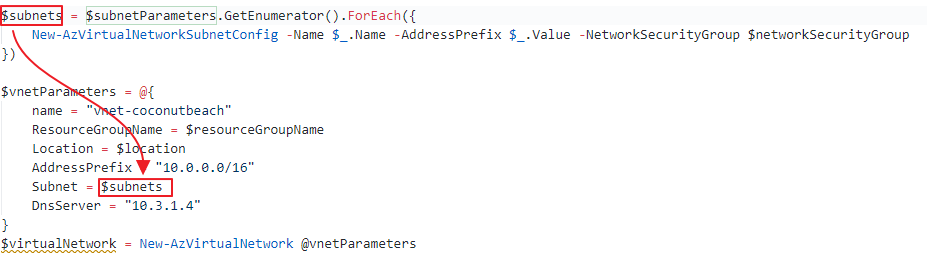 $subnets = $subnetParameters.GetEnumerator().ForEach({
    New-AzVirtualNetworkSubnetConfig -Name $_.Name -AddressPrefix $_.Value -NetworkSecurityGroup $networkSecurityGroup
})
$vnetParameters = @{
    name = "vnet-coconutbeach"
    ResourceGroupName = $resourceGroupName
    Location = $location
    AddressPrefix = "10.0.0.0/16"
    Subnet = $subnets
    DnsServer = "10.3.1.4"
}
$virtualNetwork = New-AzVirtualNetwork @vnetParameters